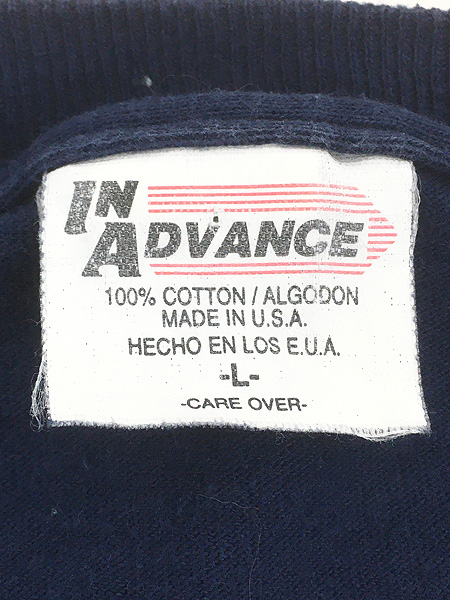 IN
ADVANCE
100% COTTON / ALGODON
MADE IN U.S.A.
HECHO EN LOS E.U.A.
-L-
-CARE OVER-